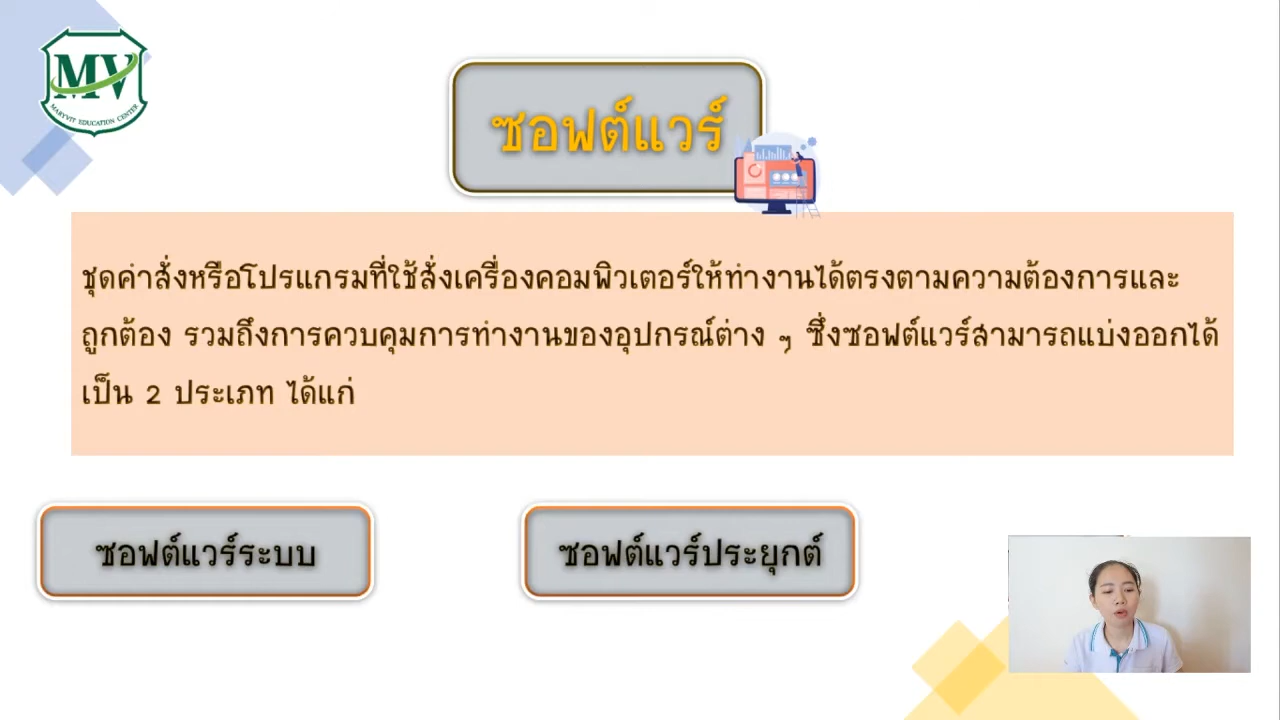 MV
MARYVIT EDUCATION CENTER
ซอฟต์แวร์
ชุดคำสั่งหรือโปรแกรมที่ใช้สั่งเครื่องคอมพิวเตอร์ให้ทำงานได้ตรงตามความต้องการและ
ถูกต้อง รวมถึงการควบคุมการทำงานของอุปกรณ์ต่าง ๆ ซึ่งซอฟต์แวร์สามารถแบ่งออกได้
เป็น 2 ประเภท ได้แก่
ซอฟต์แวร์ระบบ
ซอฟต์แวร์ประยุกต์